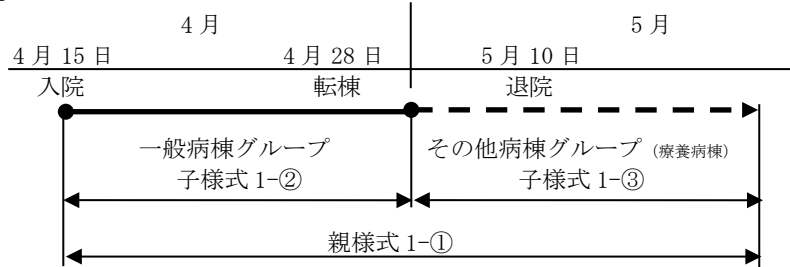 4月 5月
4月15日 4月28日 5月10日
入院 転棟 退院
一般病棟グループ その他病棟グループ（療養病棟）
子様式1-② 子様式1-③
親様式1-①